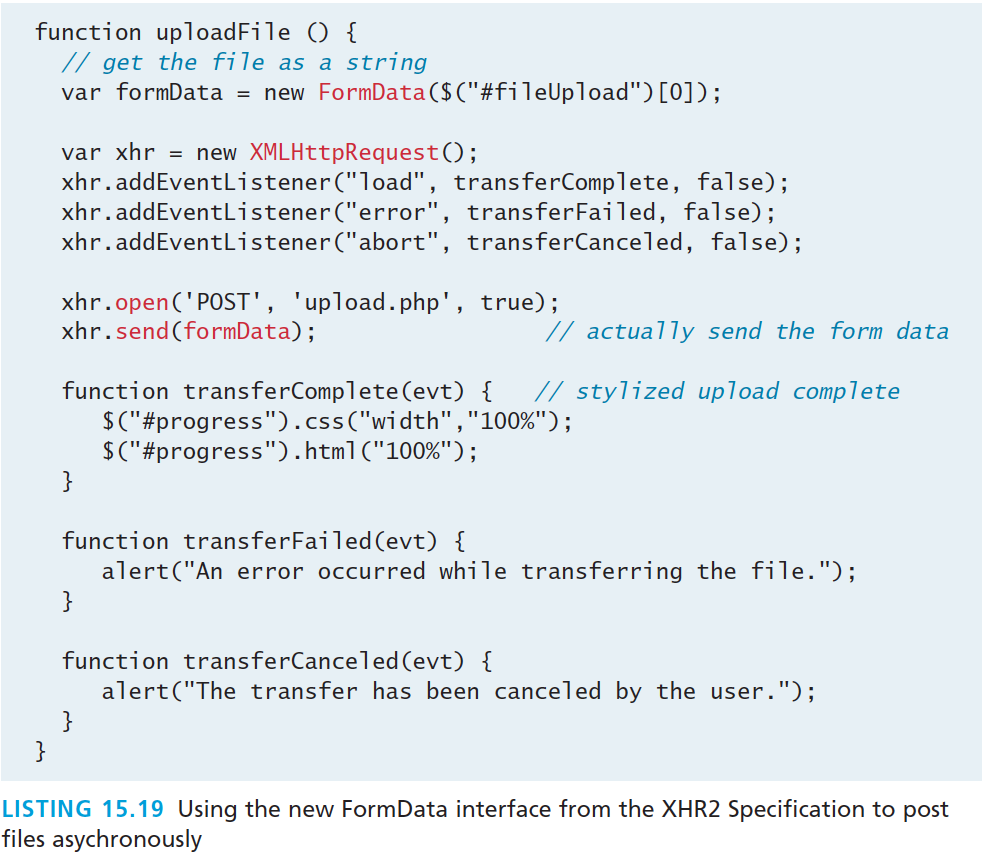 function uploadFile () {
// get the file as a string
var formData = new FormData($("#fileUpload")[0]);
var xhr = new XMLHttpRequest();
xhr.addEventListener("load", transferComplete, false);
xhr.addEventListener("error", transferFailed, false);
xhr.addEventListener("abort", transferCanceled, false);
xhr.open('POST', 'upload.php', true);
xhr.send(formData); // actually send the form data
function transferComplete(evt) { // stylized upload complete
$("#progress").css("width","100%");
$("#progress").html("100%");
}
function transferFailed(evt) {
alert("An error occurred while transferring the file.");
}
function transferCanceled(evt) {
alert("The transfer has been canceled by the user.");
}
}
LISTING 15.19 Using the new FormData interface from the XHR2 Specification to post
files asychronously